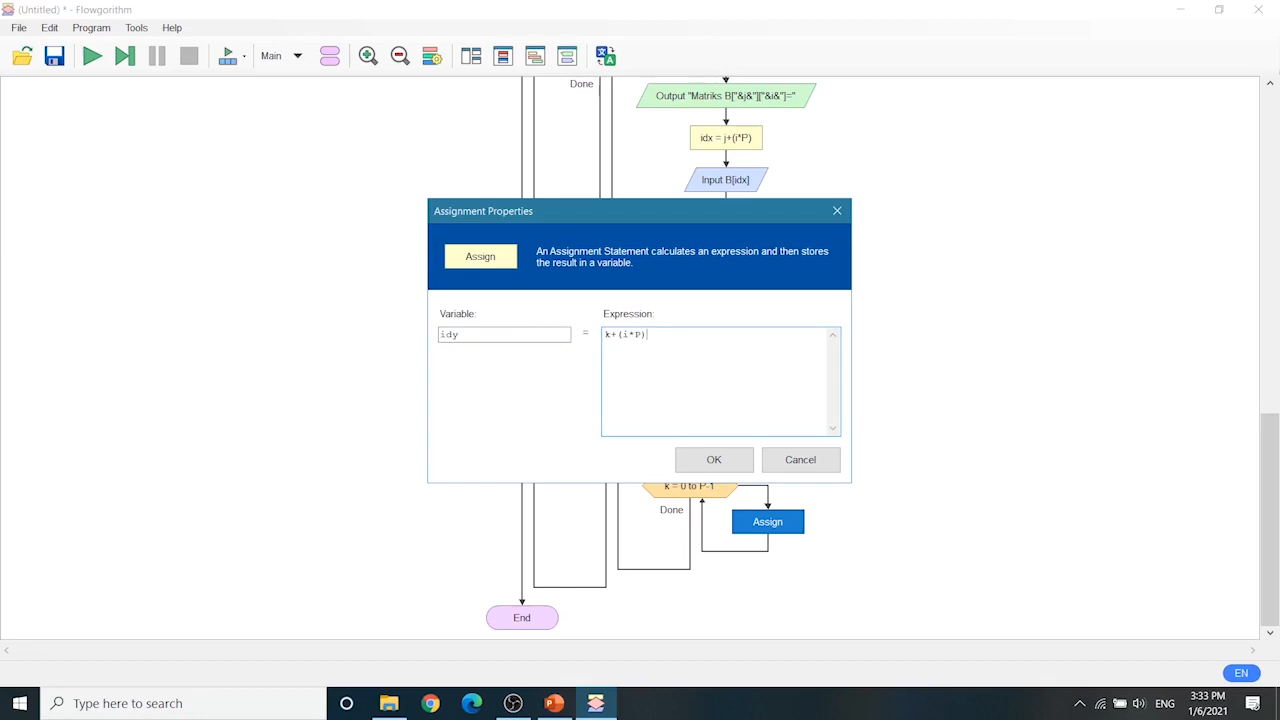 (Untitled) * - Flowgorithm
File Edit Program Tools Help
Main
Done
Output "Matriks B["&j&"]["&i&"]="
idx = j+(i*P)
Input B[idx]
Assignment Properties
Assign
An Assignment Statement calculates an expression and then stores
the result in a variable.
Variable:
Expression:
idy
=
k+(i*P)
OK
Cancel
k = 0 to P-1
Done
Assign
End
EN
Type here to search
ENG
3:33 PM
1/6/2021